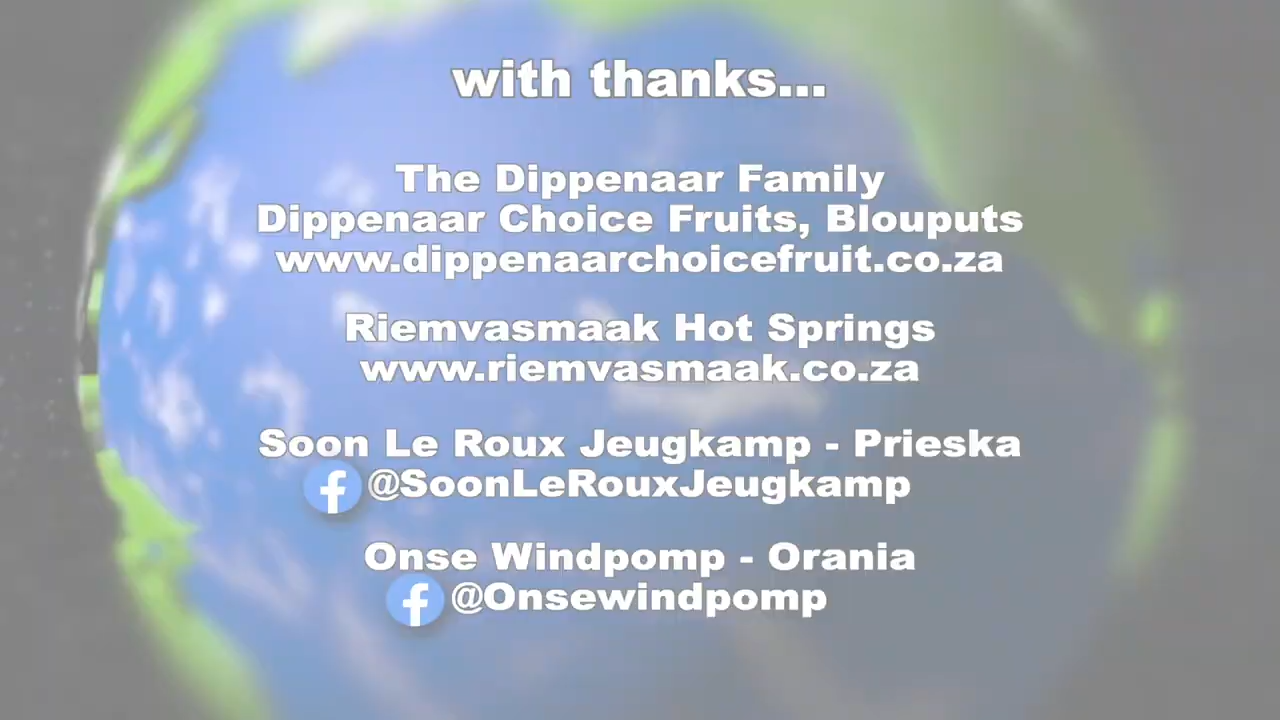 with thanks...
The Dippenaar Family
Dippenaar Choice Fruits, Blouputs
www.dippenaarchoicefruit.co.za
Riemvasmaak Hot Springs
www.riemvasmaak.co.za
Soon Le Roux Jeugkamp - Prieska
@SoonLeRouxJeugkamp
Onse Windpomp - Orania
@Onsewindpomp